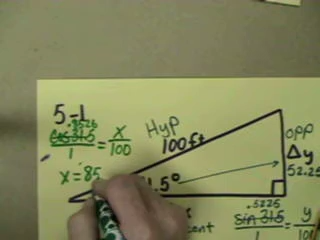 5-1
.8526
cos 31.5 / 1 = x / 100
x = 85
Hyp
100 ft
1.5°
opp
Δy
52.25
.5225
sin 31.5 / 1 = y / 100
cent